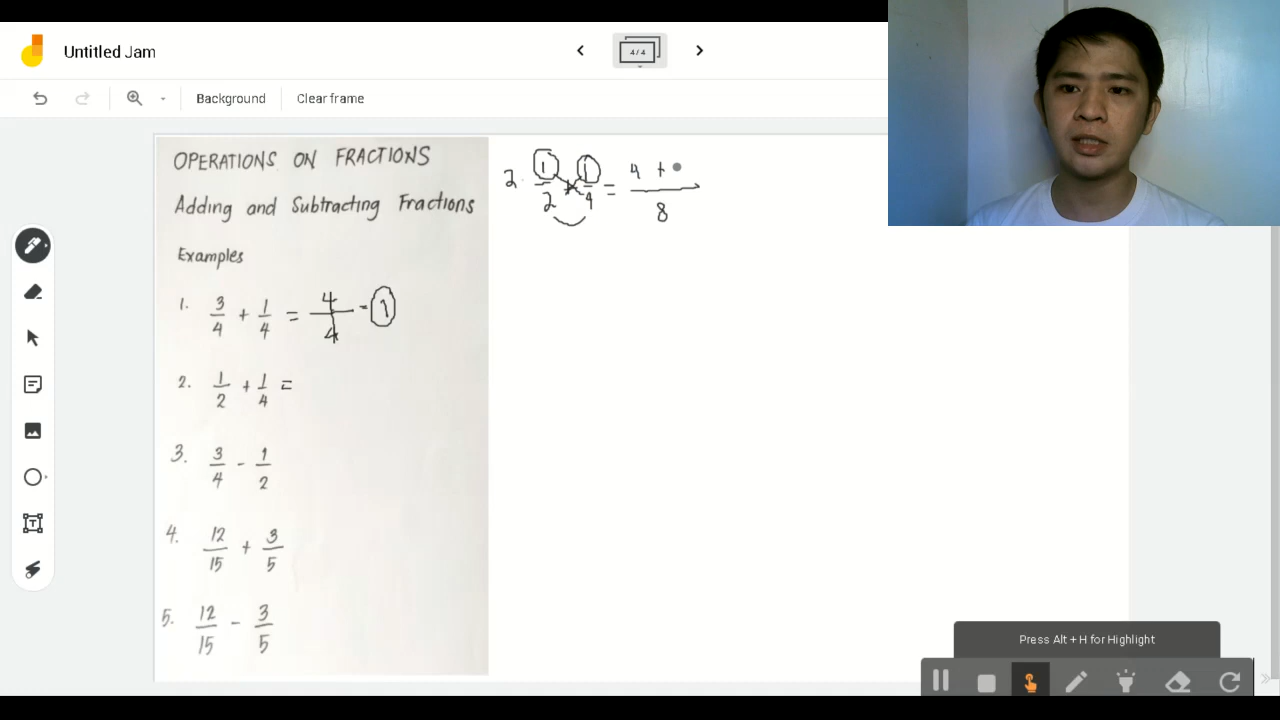 Untitled Jam
4/4
Background
Clear frame
OPERATIONS ON FRACTIONS
Adding and Subtracting Fractions
Examples
1. 3/4 + 1/4 = 4/4 = 1
2. 1/2 + 1/4 =
3. 3/4 - 1/2
4. 12/15 + 3/5
5. 12/15 - 3/5
2. 1/2 + 1/4 = 4 + / 8
Press Alt + H for Highlight